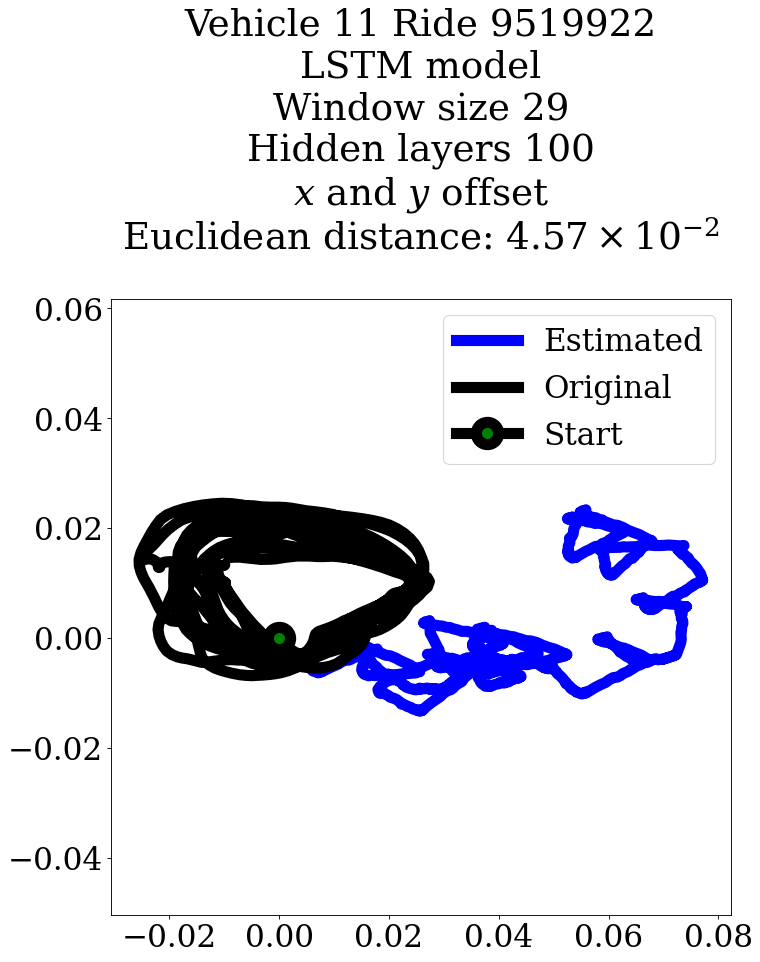 Vehicle 11 Ride 9519922
LSTM model
Window size 29
Hidden layers 100
x and y offset
Euclidean distance: 4.57 × 10⁻²
0.06
Estimated
Original
Start
0.04
0.02
0.00
−0.02
−0.04
−0.02 0.00 0.02 0.04 0.06 0.08